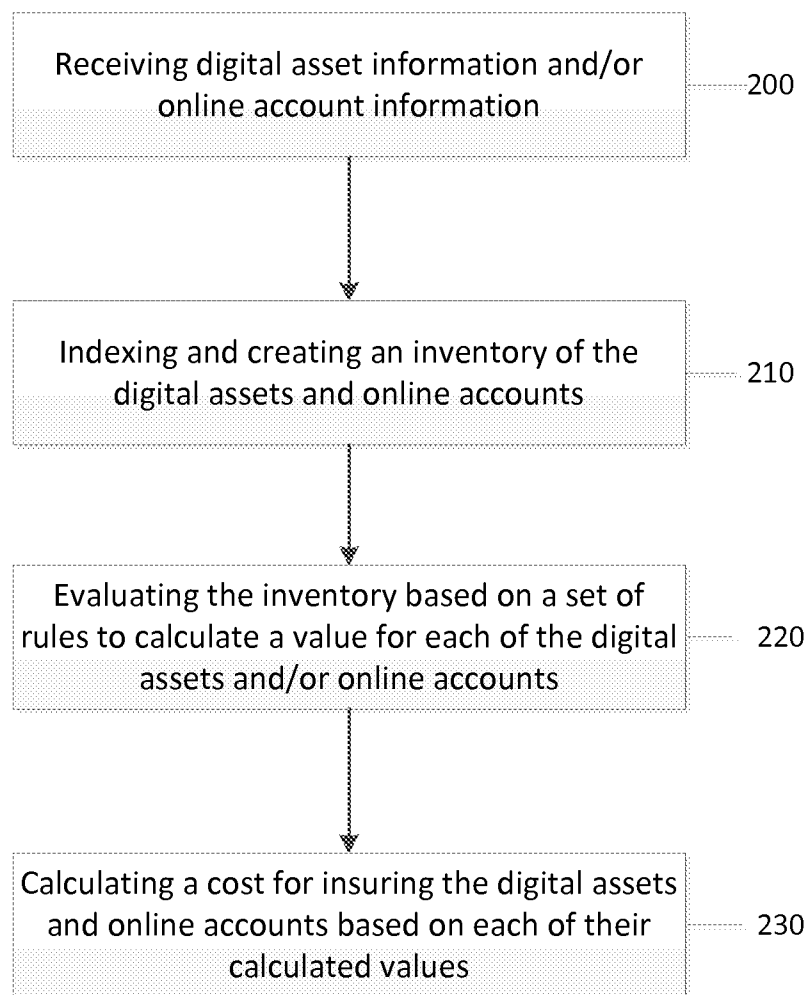 Receiving digital asset information and/or
online account information
200
Indexing and creating an inventory of the
digital assets and online accounts
210
Evaluating the inventory based on a set of
rules to calculate a value for each of the digital
assets and/or online accounts
220
Calculating a cost for insuring the digital assets
and online accounts based on each of their
calculated values
230